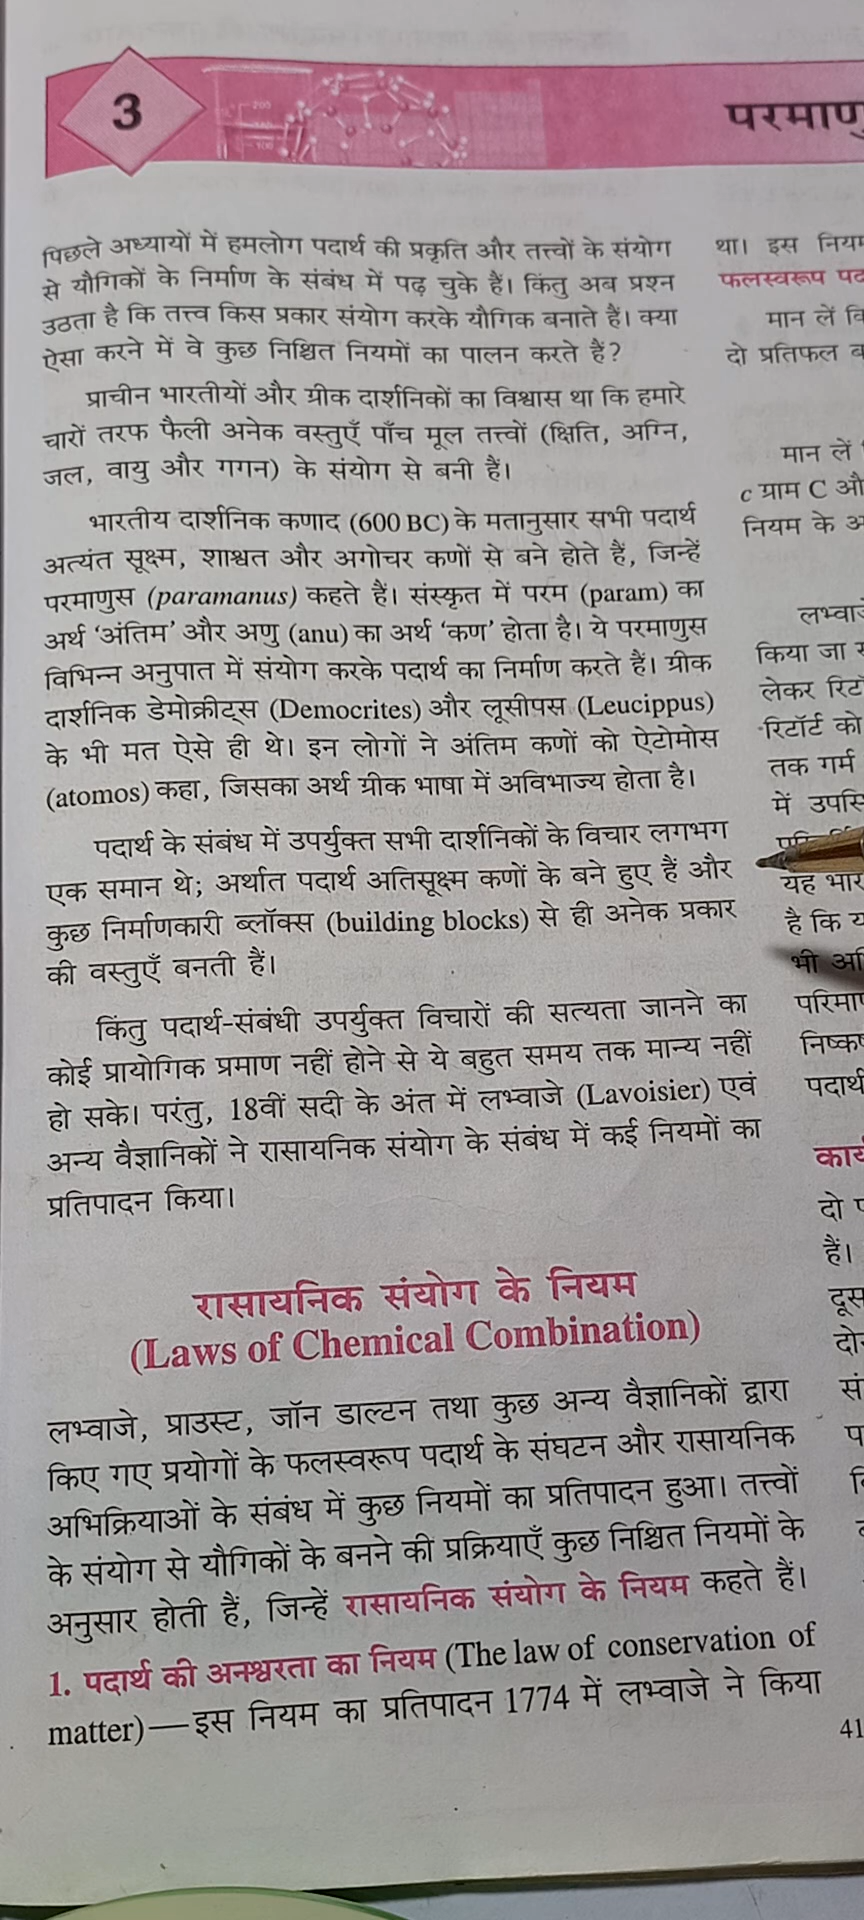 3
पिछले अध्यायों में हमलोग पदार्थ की प्रकृति और तत्त्वों के संयोग
से यौगिकों के निर्माण के संबंध में पढ़ चुके हैं। किंतु अब प्रश्न
उठता है कि तत्त्व किस प्रकार संयोग करके यौगिक बनाते हैं। क्या
ऐसा करने में वे कुछ निश्चित नियमों का पालन करते हैं?
प्राचीन भारतीयों और ग्रीक दार्शनिकों का विश्वास था कि हमारे
चारों तरफ फैली अनेक वस्तुएँ पाँच मूल तत्त्वों (क्षिति, अग्नि,
जल, वायु और गगन) के संयोग से बनी हैं।
भारतीय दार्शनिक कणाद (600 BC) के मतानुसार सभी पदार्थ
अत्यंत सूक्ष्म, शाश्वत और अगोचर कणों से बने होते हैं, जिन्हें
परमाणुस (paramanus) कहते हैं। संस्कृत में परम (param) का
अर्थ ‘अंतिम’ और अणु (anu) का अर्थ ‘कण’ होता है। ये परमाणुस
विभिन्न अनुपात में संयोग करके पदार्थ का निर्माण करते हैं। ग्रीक
दार्शनिक डेमोक्रीट्स (Democrites) और लूसीपस (Leucippus)
के भी मत ऐसे ही थे। इन लोगों ने अंतिम कणों को ऐटोमोस
(atomos) कहा, जिसका अर्थ ग्रीक भाषा में अविभाज्य होता है।
पदार्थ के संबंध में उपर्युक्त सभी दार्शनिकों के विचार लगभग
एक समान थे; अर्थात पदार्थ अतिसूक्ष्म कणों के बने हुए हैं और
कुछ निर्माणकारी ब्लॉक्स (building blocks) से ही अनेक प्रकार
की वस्तुएँ बनती हैं।
किंतु पदार्थ-संबंधी उपर्युक्त विचारों की सत्यता जानने का
कोई प्रायोगिक प्रमाण नहीं होने से ये बहुत समय तक मान्य नहीं
हो सके। परंतु, 18वीं सदी के अंत में लभ्वाजे (Lavoisier) एवं
अन्य वैज्ञानिकों ने रासायनिक संयोग के संबंध में कई नियमों का
प्रतिपादन किया।
रासायनिक संयोग के नियम
(Laws of Chemical Combination)
लभ्वाजे, प्राउस्ट, जॉन डाल्टन तथा कुछ अन्य वैज्ञानिकों द्वारा
किए गए प्रयोगों के फलस्वरूप पदार्थ के संघटन और रासायनिक
अभिक्रियाओं के संबंध में कुछ नियमों का प्रतिपादन हुआ। तत्त्वों
के संयोग से यौगिकों के बनने की प्रक्रियाएँ कुछ निश्चित नियमों के
अनुसार होती हैं, जिन्हें रासायनिक संयोग के नियम कहते हैं।
1. पदार्थ की अनश्वरता का नियम (The law of conservation of
matter)—इस नियम का प्रतिपादन 1774 में लभ्वाजे ने किया
था। इस
फलस्वरूप
मान लें
दो प्रतिफल
मान लें
c ग्राम C
नियम के
किया जा
लेकर
रिटॉर्ट को
तक गर्म
में
यह
है कि
भी
पदार्थ
दो
हैं।
41